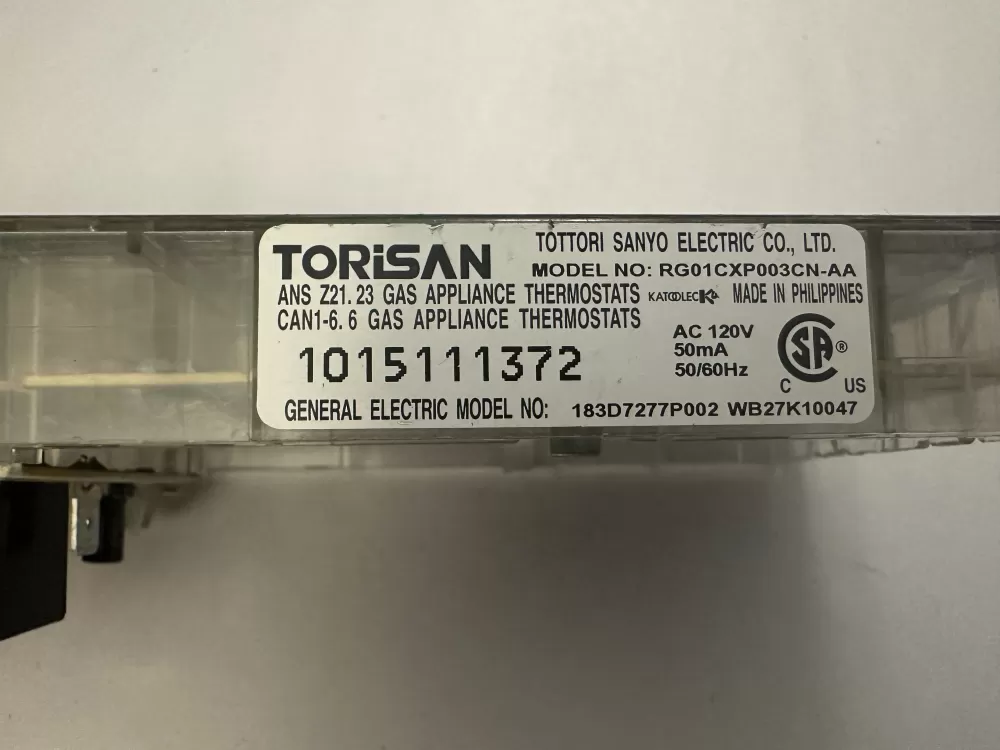 TORiSAN
TOTTORI SANYO ELECTRIC CO., LTD.
MODEL NO: RG01CXP003CN-AA
ANS Z21. 23 GAS APPLIANCE THERMOSTATS KATOOLEC K MADE IN PHILIPPINES
CAN1-6. 6 GAS APPLIANCE THERMOSTATS
AC 120V
50mA
50/60Hz
SA ®
C US
1015111372
GENERAL ELECTRIC MODEL NO: 183D7277P002 WB27K10047